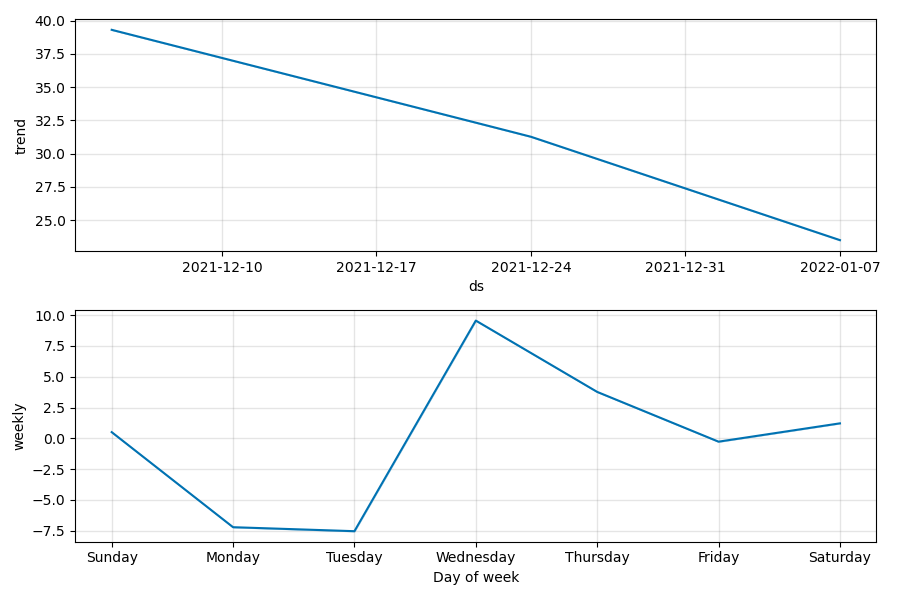 40.0
37.5
35.0
32.5
30.0
27.5
25.0
trend
2021-12-10 2021-12-17 2021-12-24 2021-12-31 2022-01-07
ds
10.0
7.5
5.0
2.5
0.0
−2.5
−5.0
−7.5
weekly
Sunday Monday Tuesday Wednesday Thursday Friday Saturday
Day of week